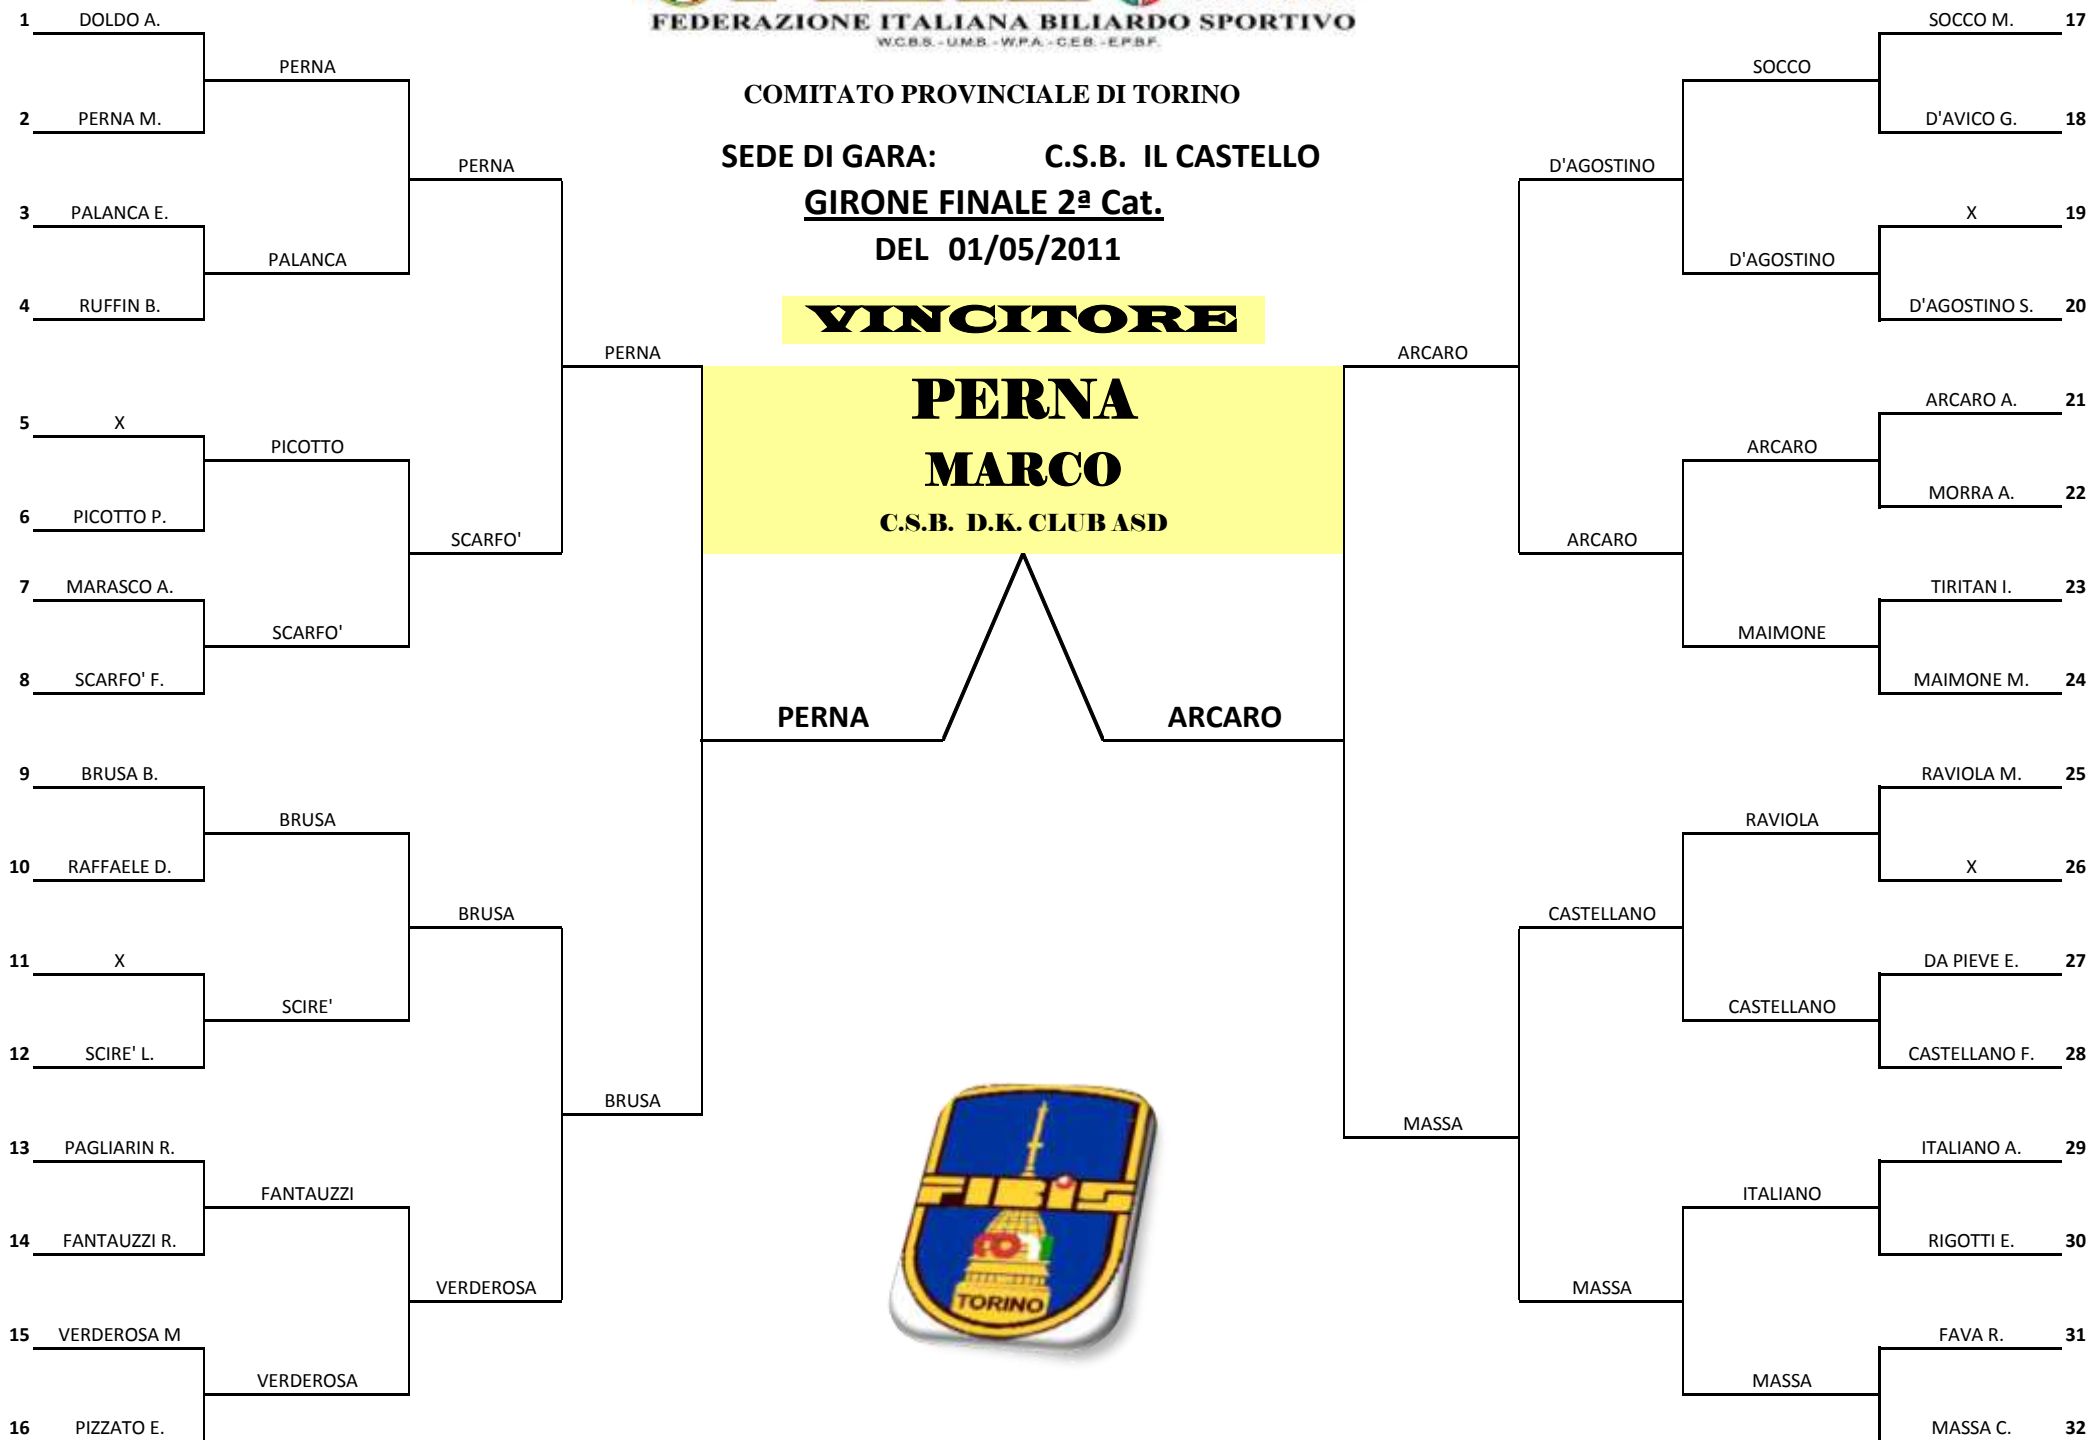 FEDERAZIONE ITALIANA BILIARDO SPORTIVO
W.C.B.S. - U.M.B. - W.P.A. - C.E.B. - E.P.B.F.
COMITATO PROVINCIALE DI TORINO
SEDE DI GARA: C.S.B. IL CASTELLO
GIRONE FINALE 2ª Cat.
DEL 01/05/2011
VINCITORE
PERNA
MARCO
C.S.B. D.K. CLUB ASD
PERNA
ARCARO
1 DOLDO A.
2 PERNA M.
3 PALANCA E.
4 RUFFIN B.
5 X
6 PICOTTO P.
7 MARASCO A.
8 SCARFO' F.
9 BRUSA B.
10 RAFFAELE D.
11 X
12 SCIRE' L.
13 PAGLIARIN R.
14 FANTAUZZI R.
15 VERDEROSA M
16 PIZZATO E.
PERNA
PALANCA
PICOTTO
SCARFO'
BRUSA
SCIRE'
FANTAUZZI
VERDEROSA
PERNA
SCARFO'
BRUSA
VERDEROSA
PERNA
BRUSA
ARCARO
MASSA
D'AGOSTINO
ARCARO
CASTELLANO
MASSA
SOCCO
D'AGOSTINO
ARCARO
MAIMONE
RAVIOLA
CASTELLANO
ITALIANO
MASSA
SOCCO M. 17
D'AVICO G. 18
X 19
D'AGOSTINO S. 20
ARCARO A. 21
MORRA A. 22
TIRITAN I. 23
MAIMONE M. 24
RAVIOLA M. 25
X 26
DA PIEVE E. 27
CASTELLANO F. 28
ITALIANO A. 29
RIGOTTI E. 30
FAVA R. 31
MASSA C. 32
FIBIS
TORINO